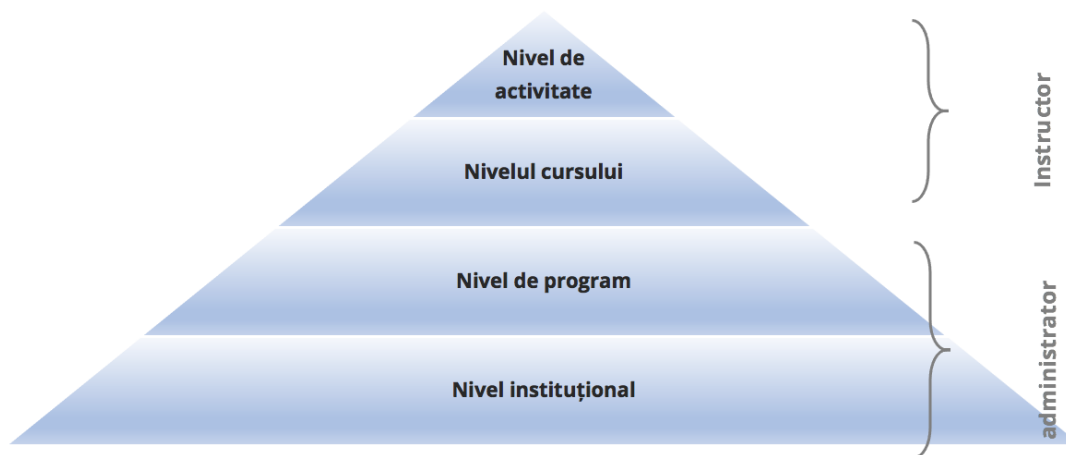 Nivel de
activitate
Nivelul cursului
Nivel de program
Nivel instituțional
Instructor
administrator